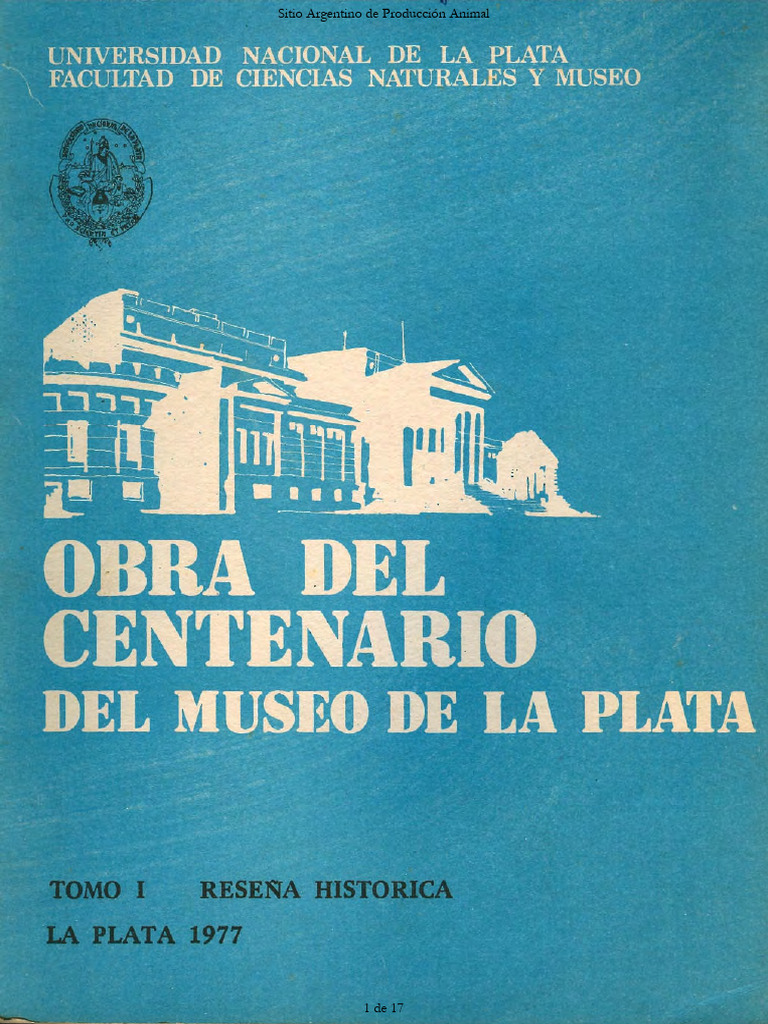 Sitio Argentino de Producción Animal
UNIVERSIDAD NACIONAL DE LA PLATA
FACULTAD DE CIENCIAS NATURALES Y MUSEO
OBRA DEL
CENTENARIO
DEL MUSEO DE LA PLATA
TOMO I RESEÑA HISTORICA
LA PLATA 1977
1 de 17